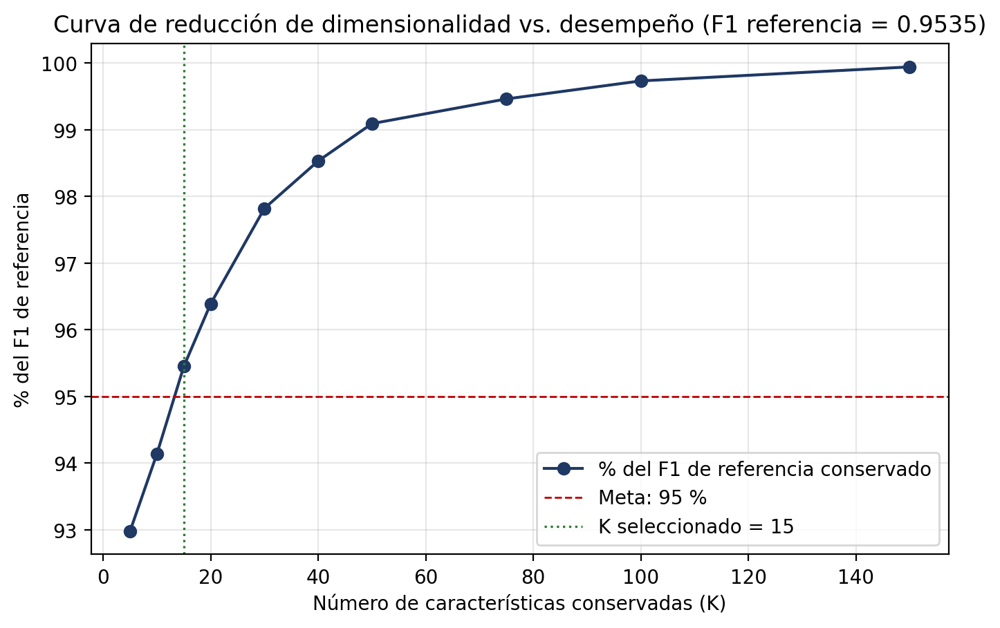 Curva de reducción de dimensionalidad vs. desempeño (F1 referencia = 0.9535)
% del F1 de referencia
100
99
98
97
96
95
94
93
% del F1 de referencia conservado
Meta: 95 %
K seleccionado = 15
0 20 40 60 80 100 120 140
Número de características conservadas (K)